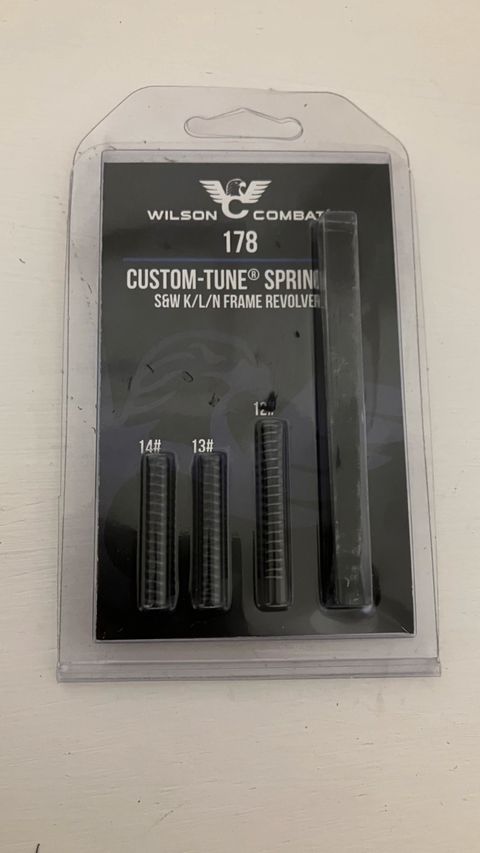 WILSON COMBAT
178
CUSTOM-TUNE® SPRING
S&W K/L/N FRAME REVOLVER
12#
14# 13#